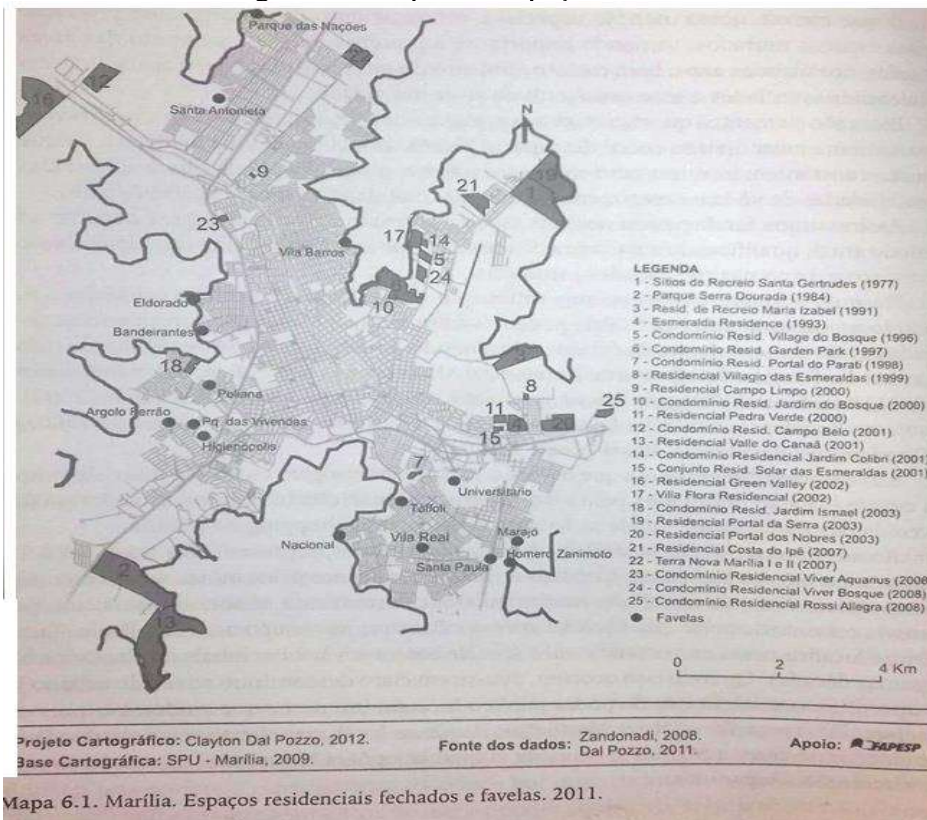 Parque das Nações
22
12
16
Santa Antonieta
N
9
21
1
23
17
14
5
24
Vila Barros
10
Eldorado
Bandeirantes
18
3
8
25
Poliana
11
4
20
15
Argolo Ferrão
Pq. das Vivendas
Higienópolis
7
Universitário
Toffoli
Nacional
Vila Real
Marajó
Santa Paula
Homero Zanimoto
2
13
LEGENDA
1 - Sítios de Recreio Santa Gertrudes (1977)
2 - Parque Serra Dourada (1984)
3 - Resid. de Recreio Maria Izabel (1991)
4 - Esmeralda Residence (1993)
5 - Condomínio Resid. Village do Bosque (1996)
6 - Condomínio Resid. Garden Park (1997)
7 - Condomínio Resid. Portal do Parati (1998)
8 - Residencial Villagio das Esmeraldas (1999)
9 - Residencial Campo Limpo (2000)
10 - Condomínio Resid. Jardim do Bosque (2000)
11 - Residencial Pedra Verde (2000)
12 - Condomínio Resid. Campo Belo (2001)
13 - Residencial Valle do Canaã (2001)
14 - Condomínio Residencial Jardim Colibri (2001)
15 - Conjunto Resid. Solar das Esmeraldas (2001)
16 - Residencial Green Valley (2002)
17 - Villa Flora Residencial (2002)
18 - Condomínio Resid. Jardim Ismael (2003)
19 - Residencial Portal da Serra (2003)
20 - Residencial Portal dos Nobres (2003)
21 - Residencial Costa do Ipê (2007)
22 - Terra Nova Marília I e II (2007)
23 - Condomínio Residencial Viver Aquarius (2008
24 - Condomínio Residencial Viver Bosque (2008)
25 - Condomínio Residencial Rossi Allegra (2008)
Favelas
0 2 4 Km
Projeto Cartográfico: Clayton Dal Pozzo, 2012.
Base Cartográfica: SPU - Marília, 2009.
Fonte dos dados: Zandonadi, 2008.
Dal Pozzo, 2011.
Apoio: FAPESP
Mapa 6.1. Marília. Espaços residenciais fechados e favelas. 2011.